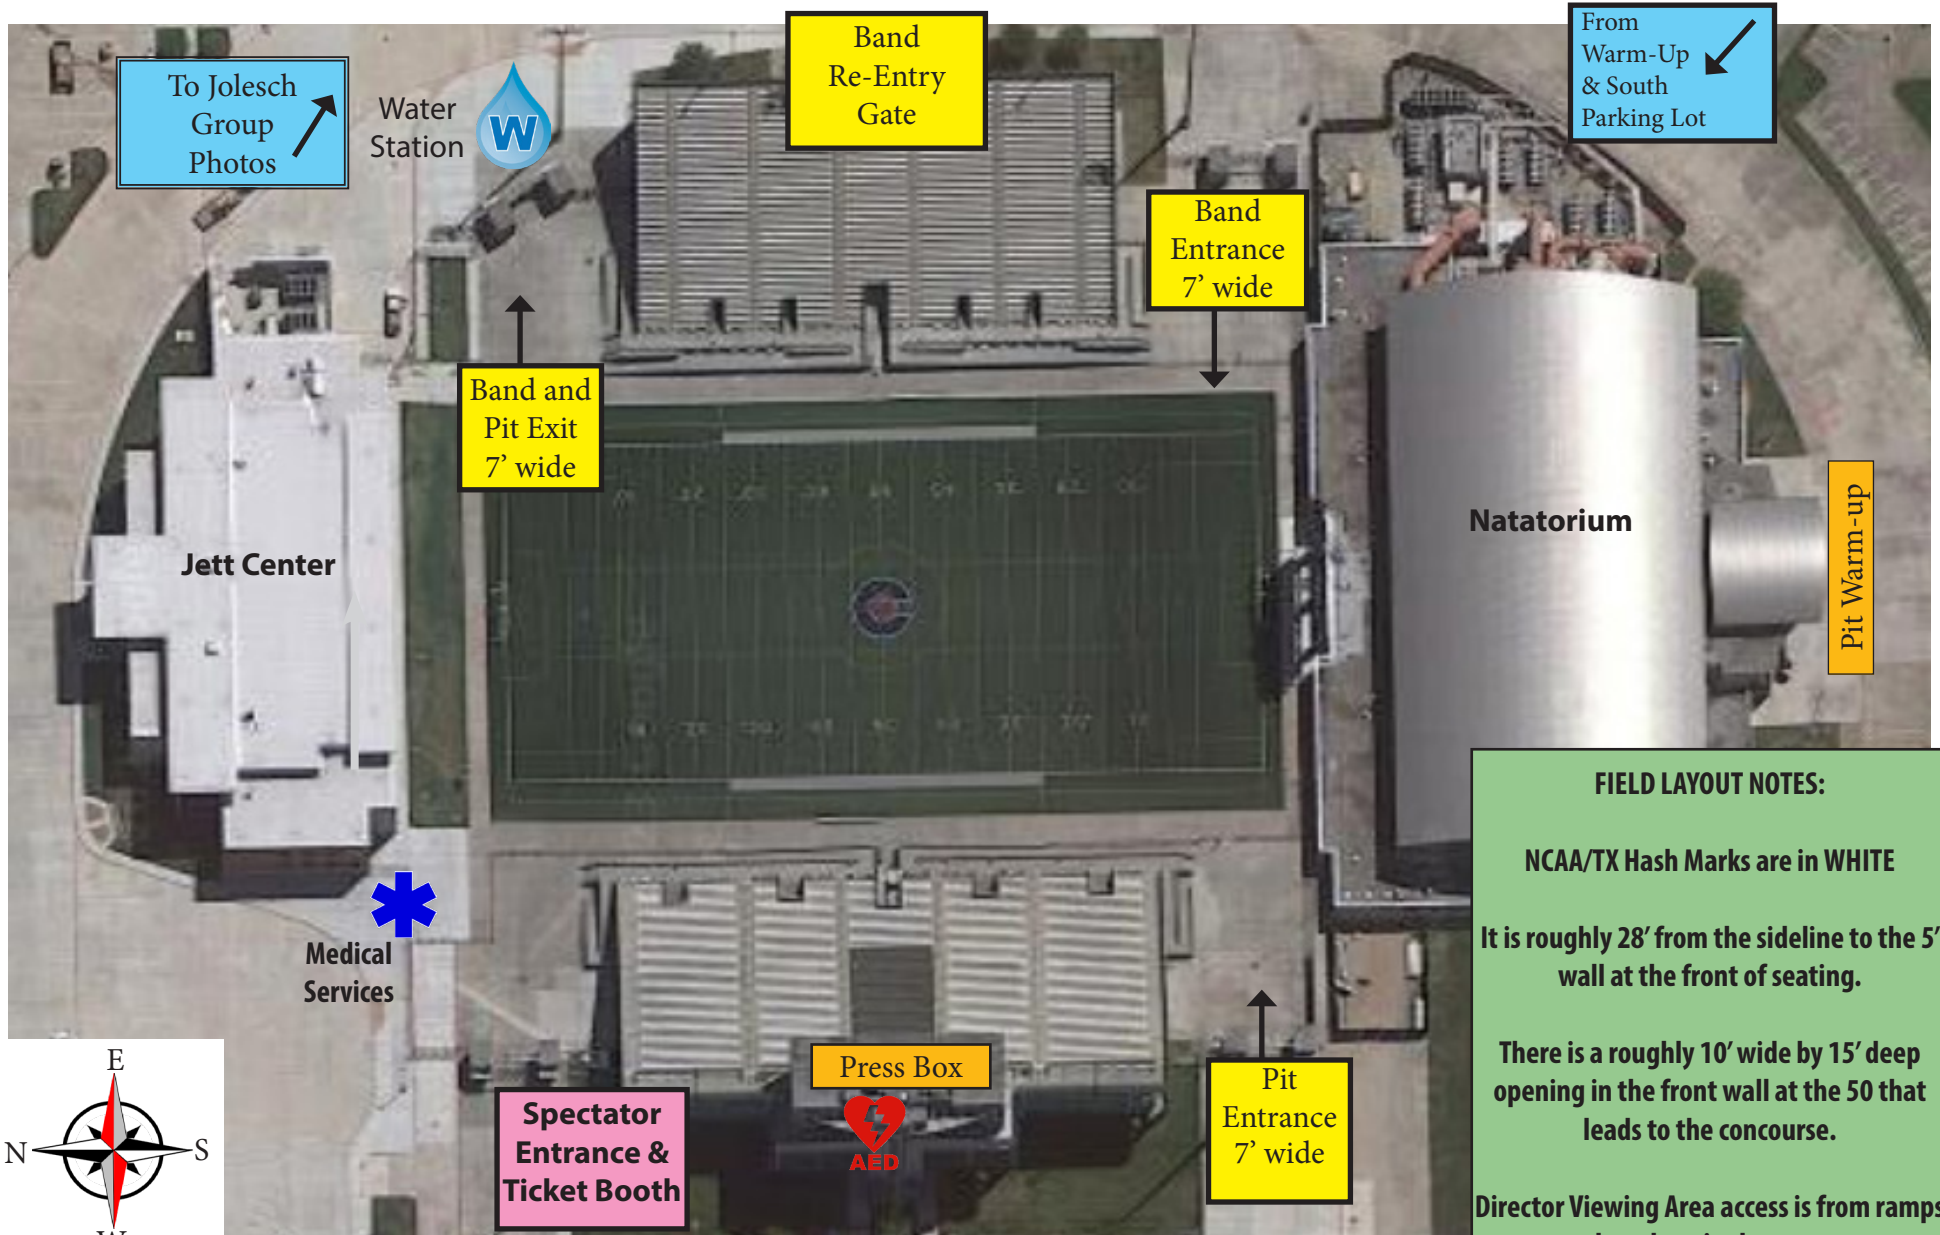 To Jolesch
Group
Photos
Water
Station
W
Band
Re-Entry
Gate
From
Warm-Up
& South
Parking Lot
Band
Entrance
7’ wide
Band and
Pit Exit
7’ wide
Jett Center
Natatorium
Pit Warm-up
Medical
Services
Press Box
AED
Spectator
Entrance &
Ticket Booth
Pit
Entrance
7’ wide
E
N
S
W
FIELD LAYOUT NOTES:
NCAA/TX Hash Marks are in WHITE
It is roughly 28’ from the sideline to the 5’
wall at the front of seating.
There is a roughly 10’ wide by 15’ deep
opening in the front wall at the 50 that
leads to the concourse.
Director Viewing Area access is from ramps